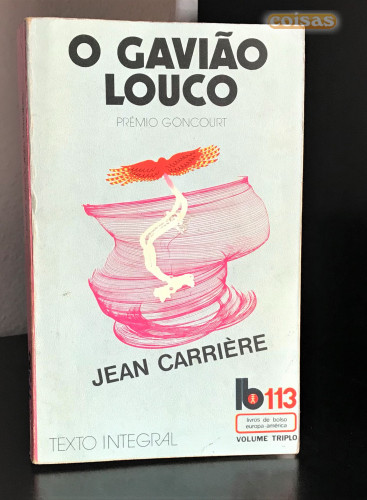 coisas
O GAVIÃO
LOUCO
PRÉMIO GONCOURT
JEAN CARRIÈRE
lb 113
livros de bolso
europa-américa
VOLUME TRIPLO
TEXTO INTEGRAL